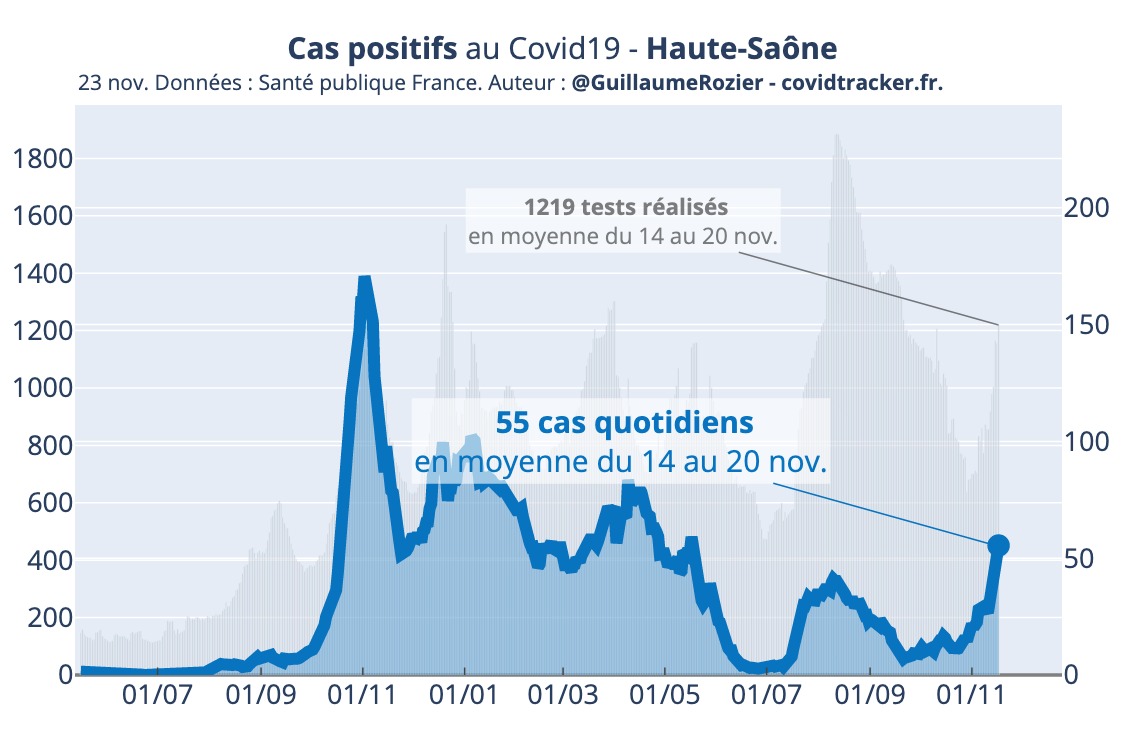 Cas positifs au Covid19 - Haute-Saône
23 nov. Données : Santé publique France. Auteur : @GuillaumeRozier - covidtracker.fr.
1800
1600
1400
1200
1000
800
600
400
200
0
1219 tests réalisés
en moyenne du 14 au 20 nov.
55 cas quotidiens
en moyenne du 14 au 20 nov.
200
150
100
50
0
01/07 01/09 01/11 01/01 01/03 01/05 01/07 01/09 01/11